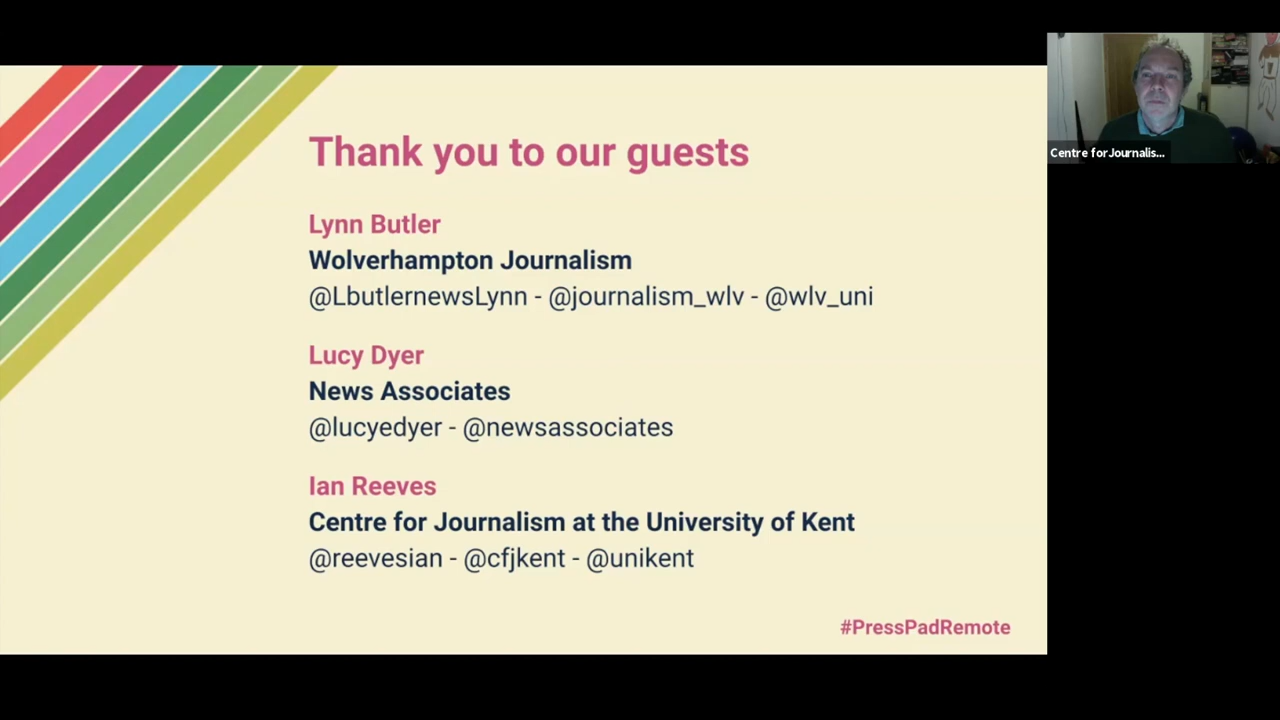 Thank you to our guests
Lynn Butler
Wolverhampton Journalism
@LbutlernewsLynn - @journalism_wlv - @wlv_uni
Lucy Dyer
News Associates
@lucyedyer - @newsassociates
Ian Reeves
Centre for Journalism at the University of Kent
@reevesian - @cfjkent - @unikent
#PressPadRemote
Centre for Journalis...